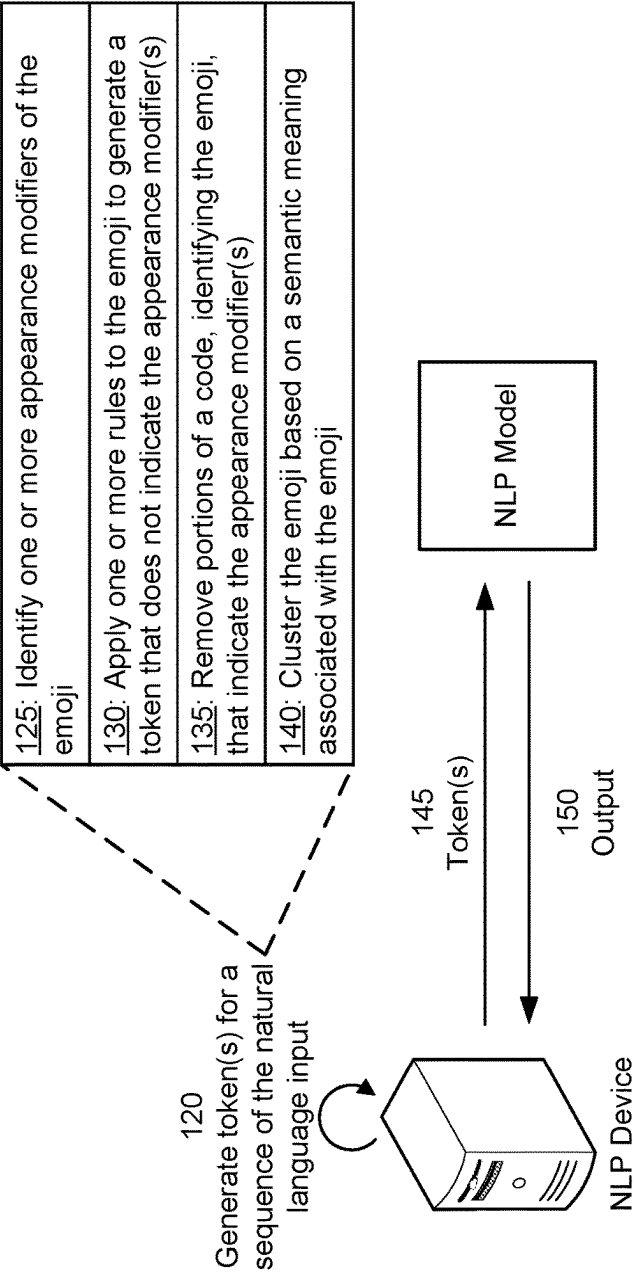 125: Identify one or more appearance modifiers of the
emoji
130: Apply one or more rules to the emoji to generate a
token that does not indicate the appearance modifier(s)
135: Remove portions of a code, identifying the emoji,
that indicate the appearance modifier(s)
140: Cluster the emoji based on a semantic meaning
associated with the emoji
120
Generate token(s) for a
sequence of the natural
language input
145
Token(s)
150
Output
NLP Device
NLP Model